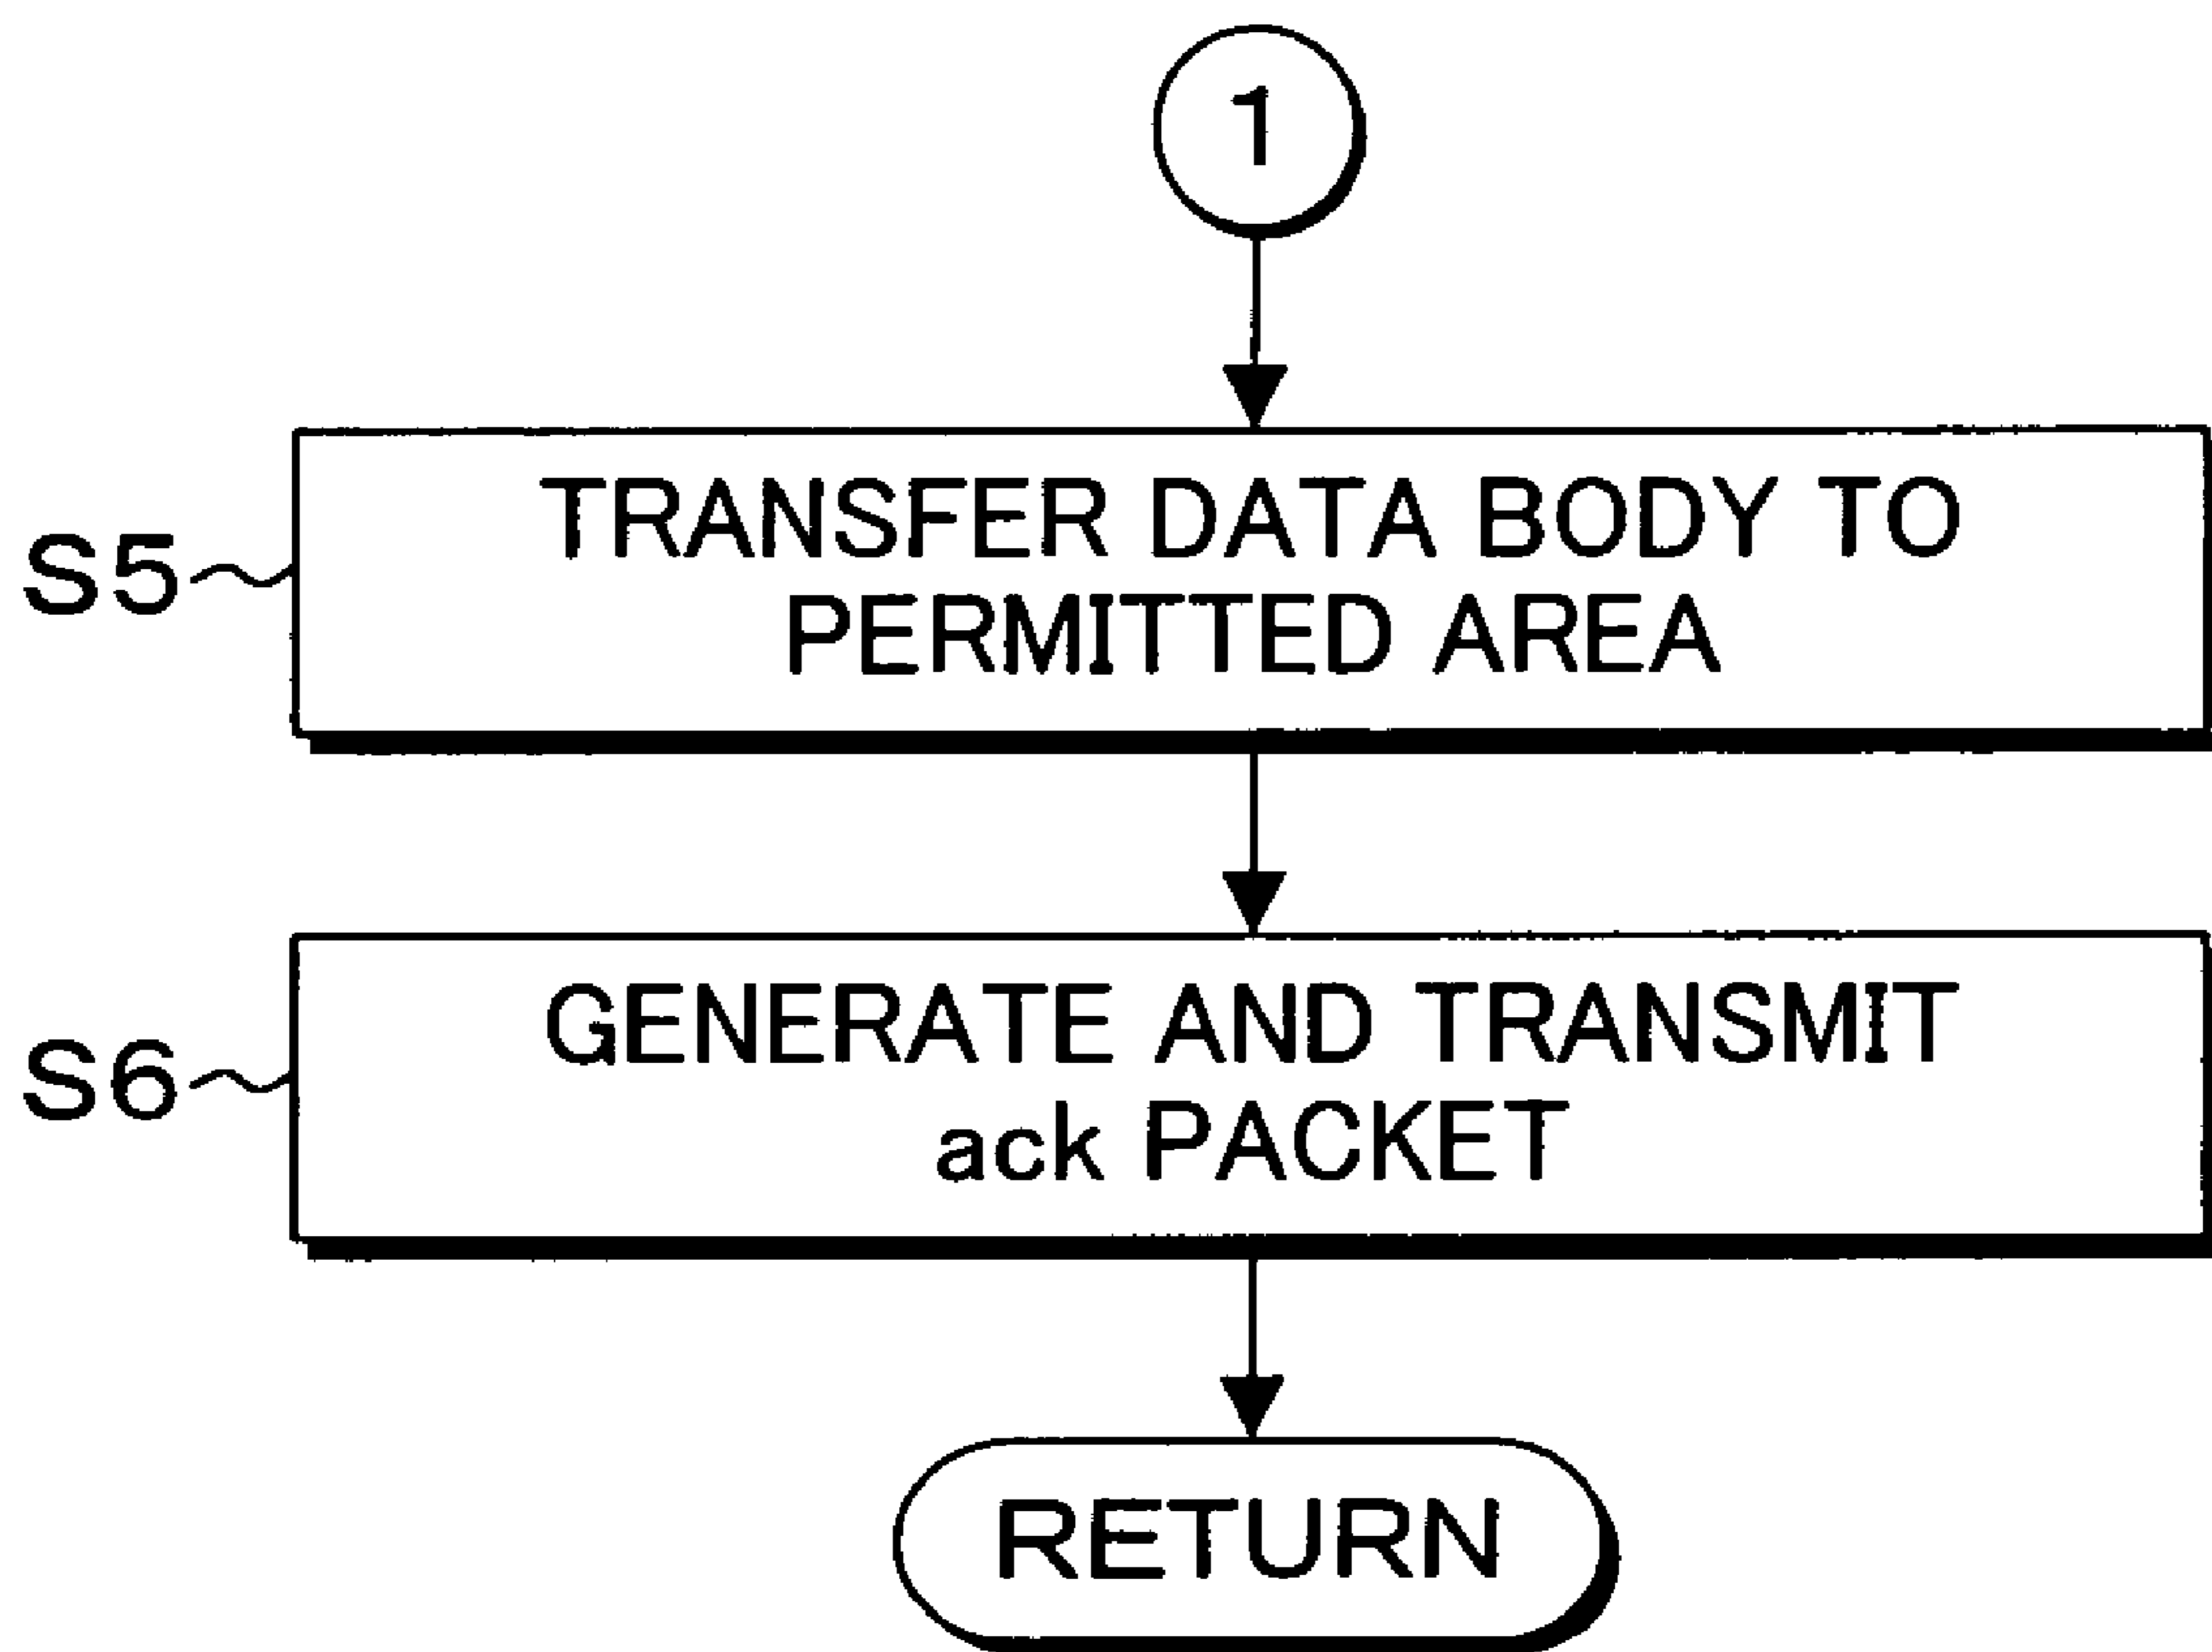 1
S5
TRANSFER DATA BODY TO
PERMITTED AREA
S6
GENERATE AND TRANSMIT
ack PACKET
RETURN